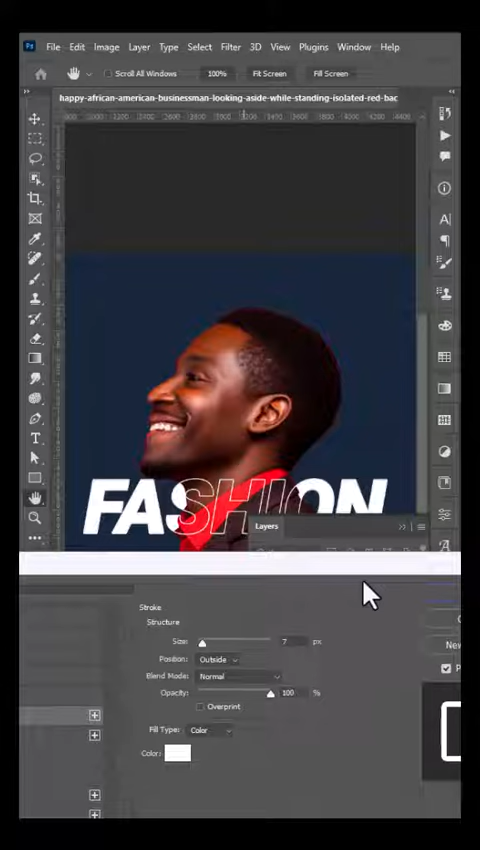 Ps File Edit Image Layer Type Select Filter 3D View Plugins Window Help
Scroll All Windows 100% Fit Screen Fill Screen
happy-african-american-businessman-looking-aside-while-standing-isolated-red-bac
FASHION
Layers
Stroke
Structure
Size: 7 px
Position: Outside
Blend Mode: Normal
Opacity: 100 %
Overprint
Fill Type: Color
Color: